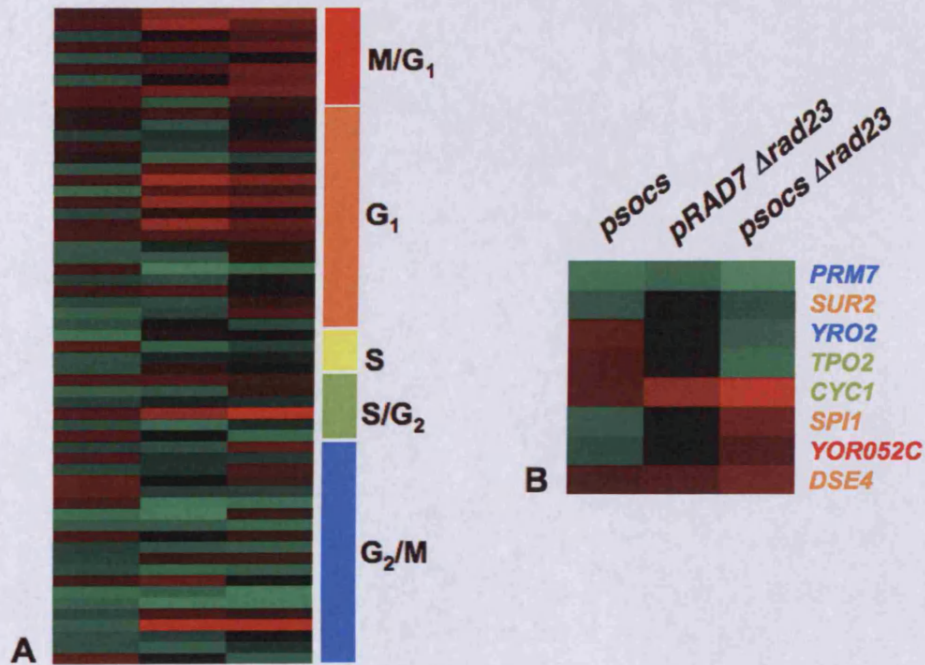 M/G₁
G₁
S
S/G₂
G₂/M
A
psocs
pRAD7 Δrad23
psocs Δrad23
PRM7
SUR2
YRO2
TPO2
CYC1
SPI1
YOR052C
DSE4
B